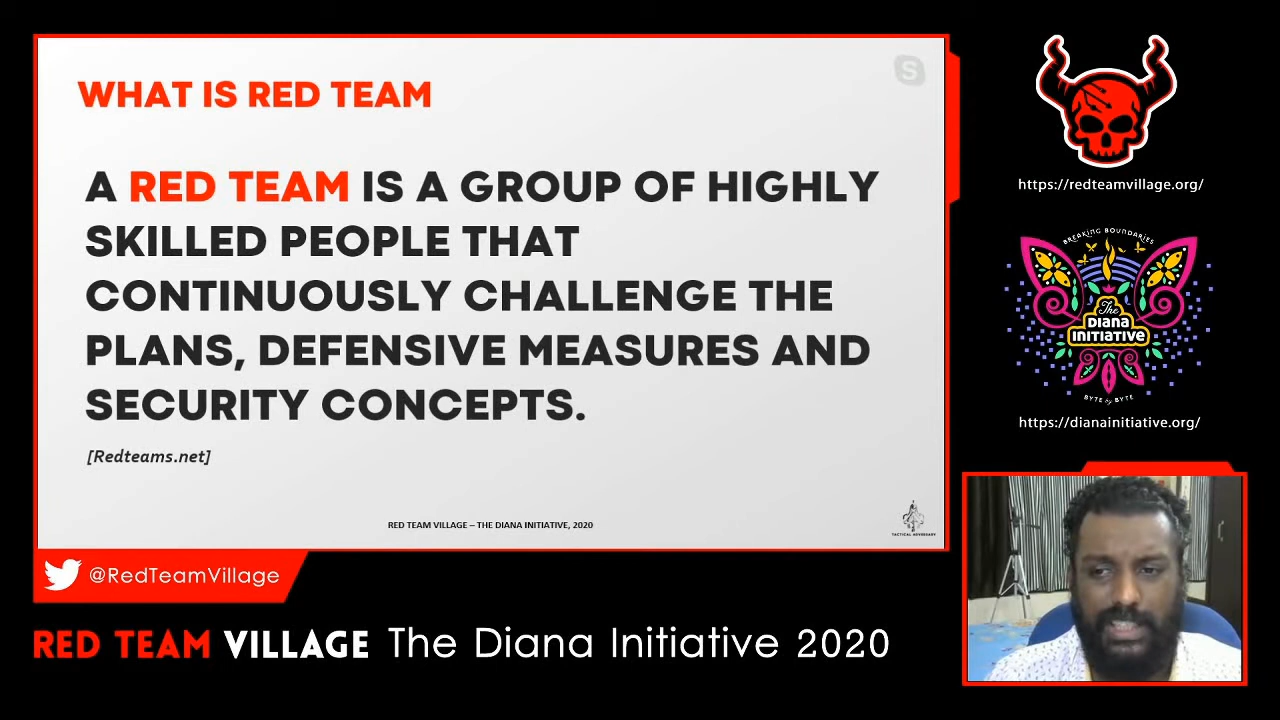 WHAT IS RED TEAM
A RED TEAM IS A GROUP OF HIGHLY
SKILLED PEOPLE THAT
CONTINUOUSLY CHALLENGE THE
PLANS, DEFENSIVE MEASURES AND
SECURITY CONCEPTS.
[Redteams.net]
RED TEAM VILLAGE – THE DIANA INITIATIVE, 2020
TACTICAL ADVERSARY
@RedTeamVillage
RED TEAM VILLAGE The Diana Initiative 2020
https://redteamvillage.org/
BREAKING BOUNDARIES
The
DIANA
INITIATIVE
BYTE by BYTE
https://dianainitiative.org/